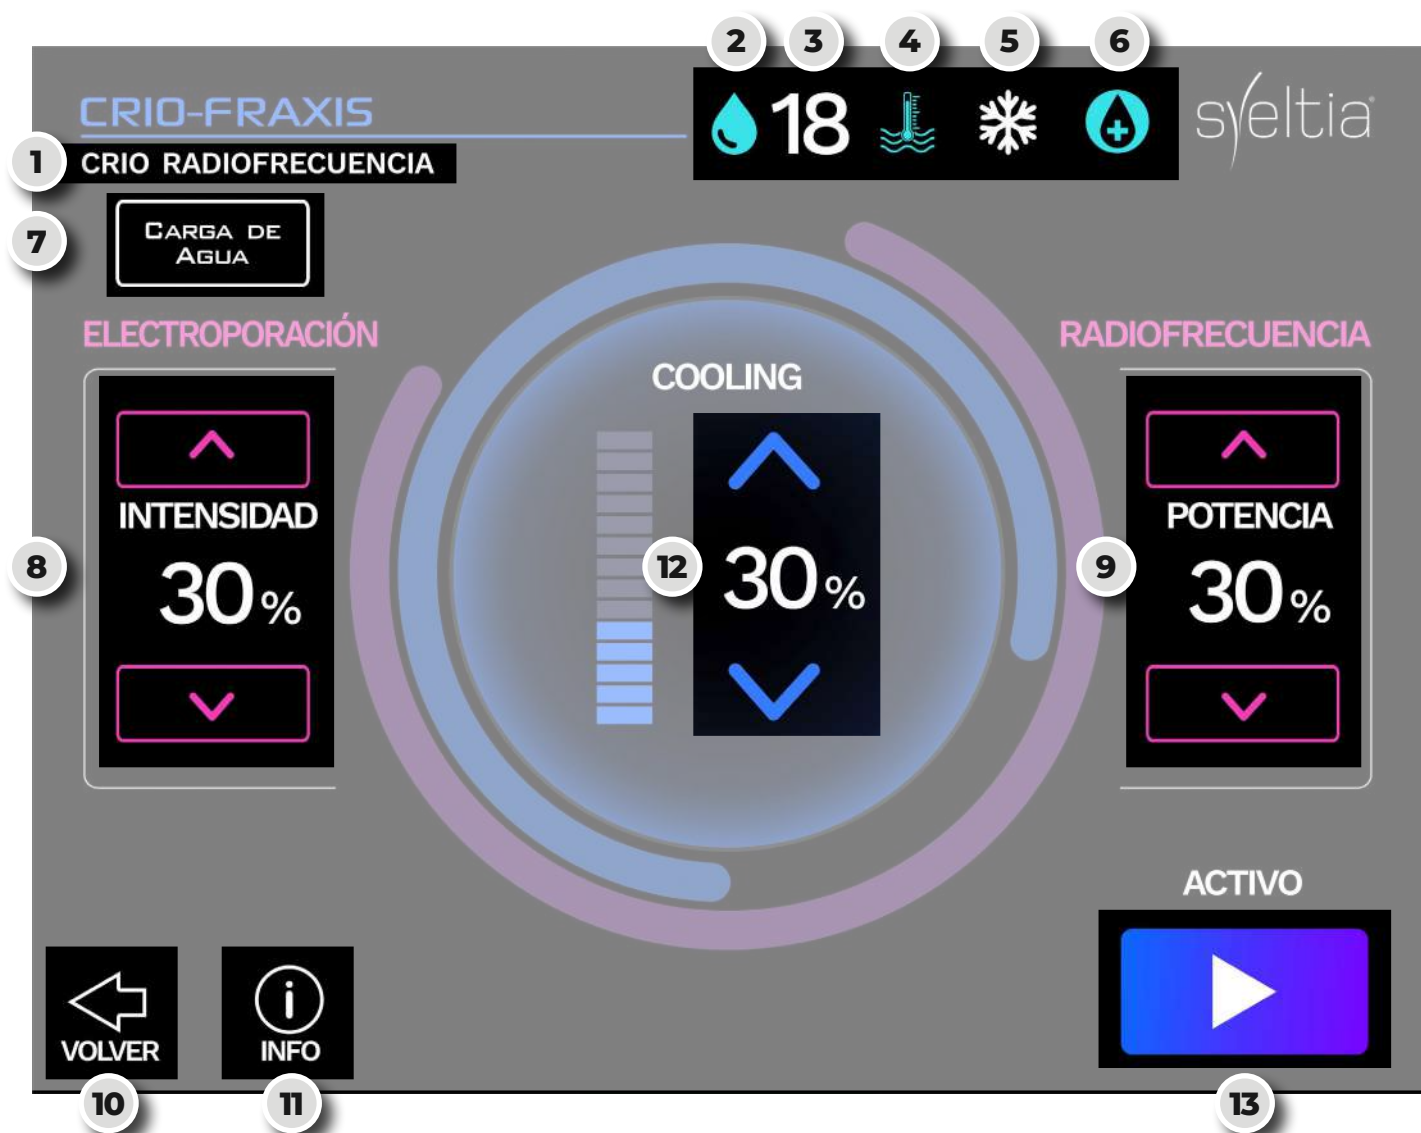 2 3 4 5 6
CRIO-FRAXIS
18
sveltia®
1 CRIO RADIOFRECUENCIA
7 CARGA DE
AGUA
ELECTROPORACIÓN
RADIOFRECUENCIA
COOLING
INTENSIDAD
POTENCIA
8 30%
12 30%
9 30%
ACTIVO
VOLVER
INFO
10 11 13